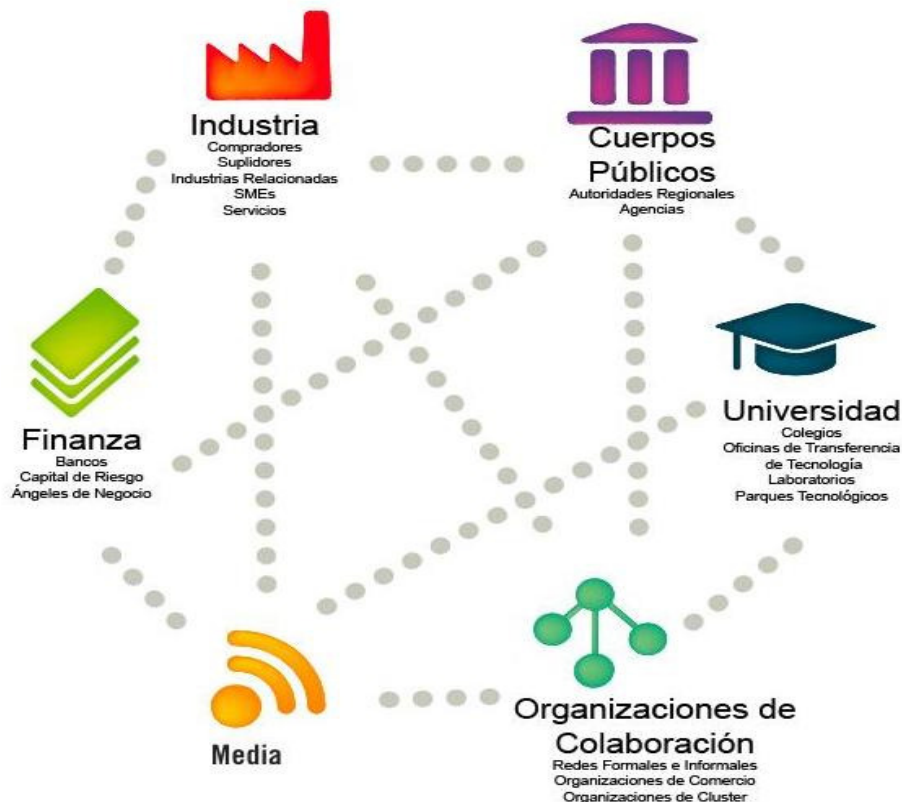 Industria
Compradores
Suplidores
Industrias Relacionadas
SMEs
Servicios
Cuerpos
Públicos
Autoridades Regionales
Agencias
Finanza
Bancos
Capital de Riesgo
Ángeles de Negocio
Universidad
Colegios
Oficinas de Transferencia
de Tecnología
Laboratorios
Parques Tecnológicos
Media
Organizaciones de
Colaboración
Redes Formales e Informales
Organizaciones de Comercio
Organizaciones de Cluster